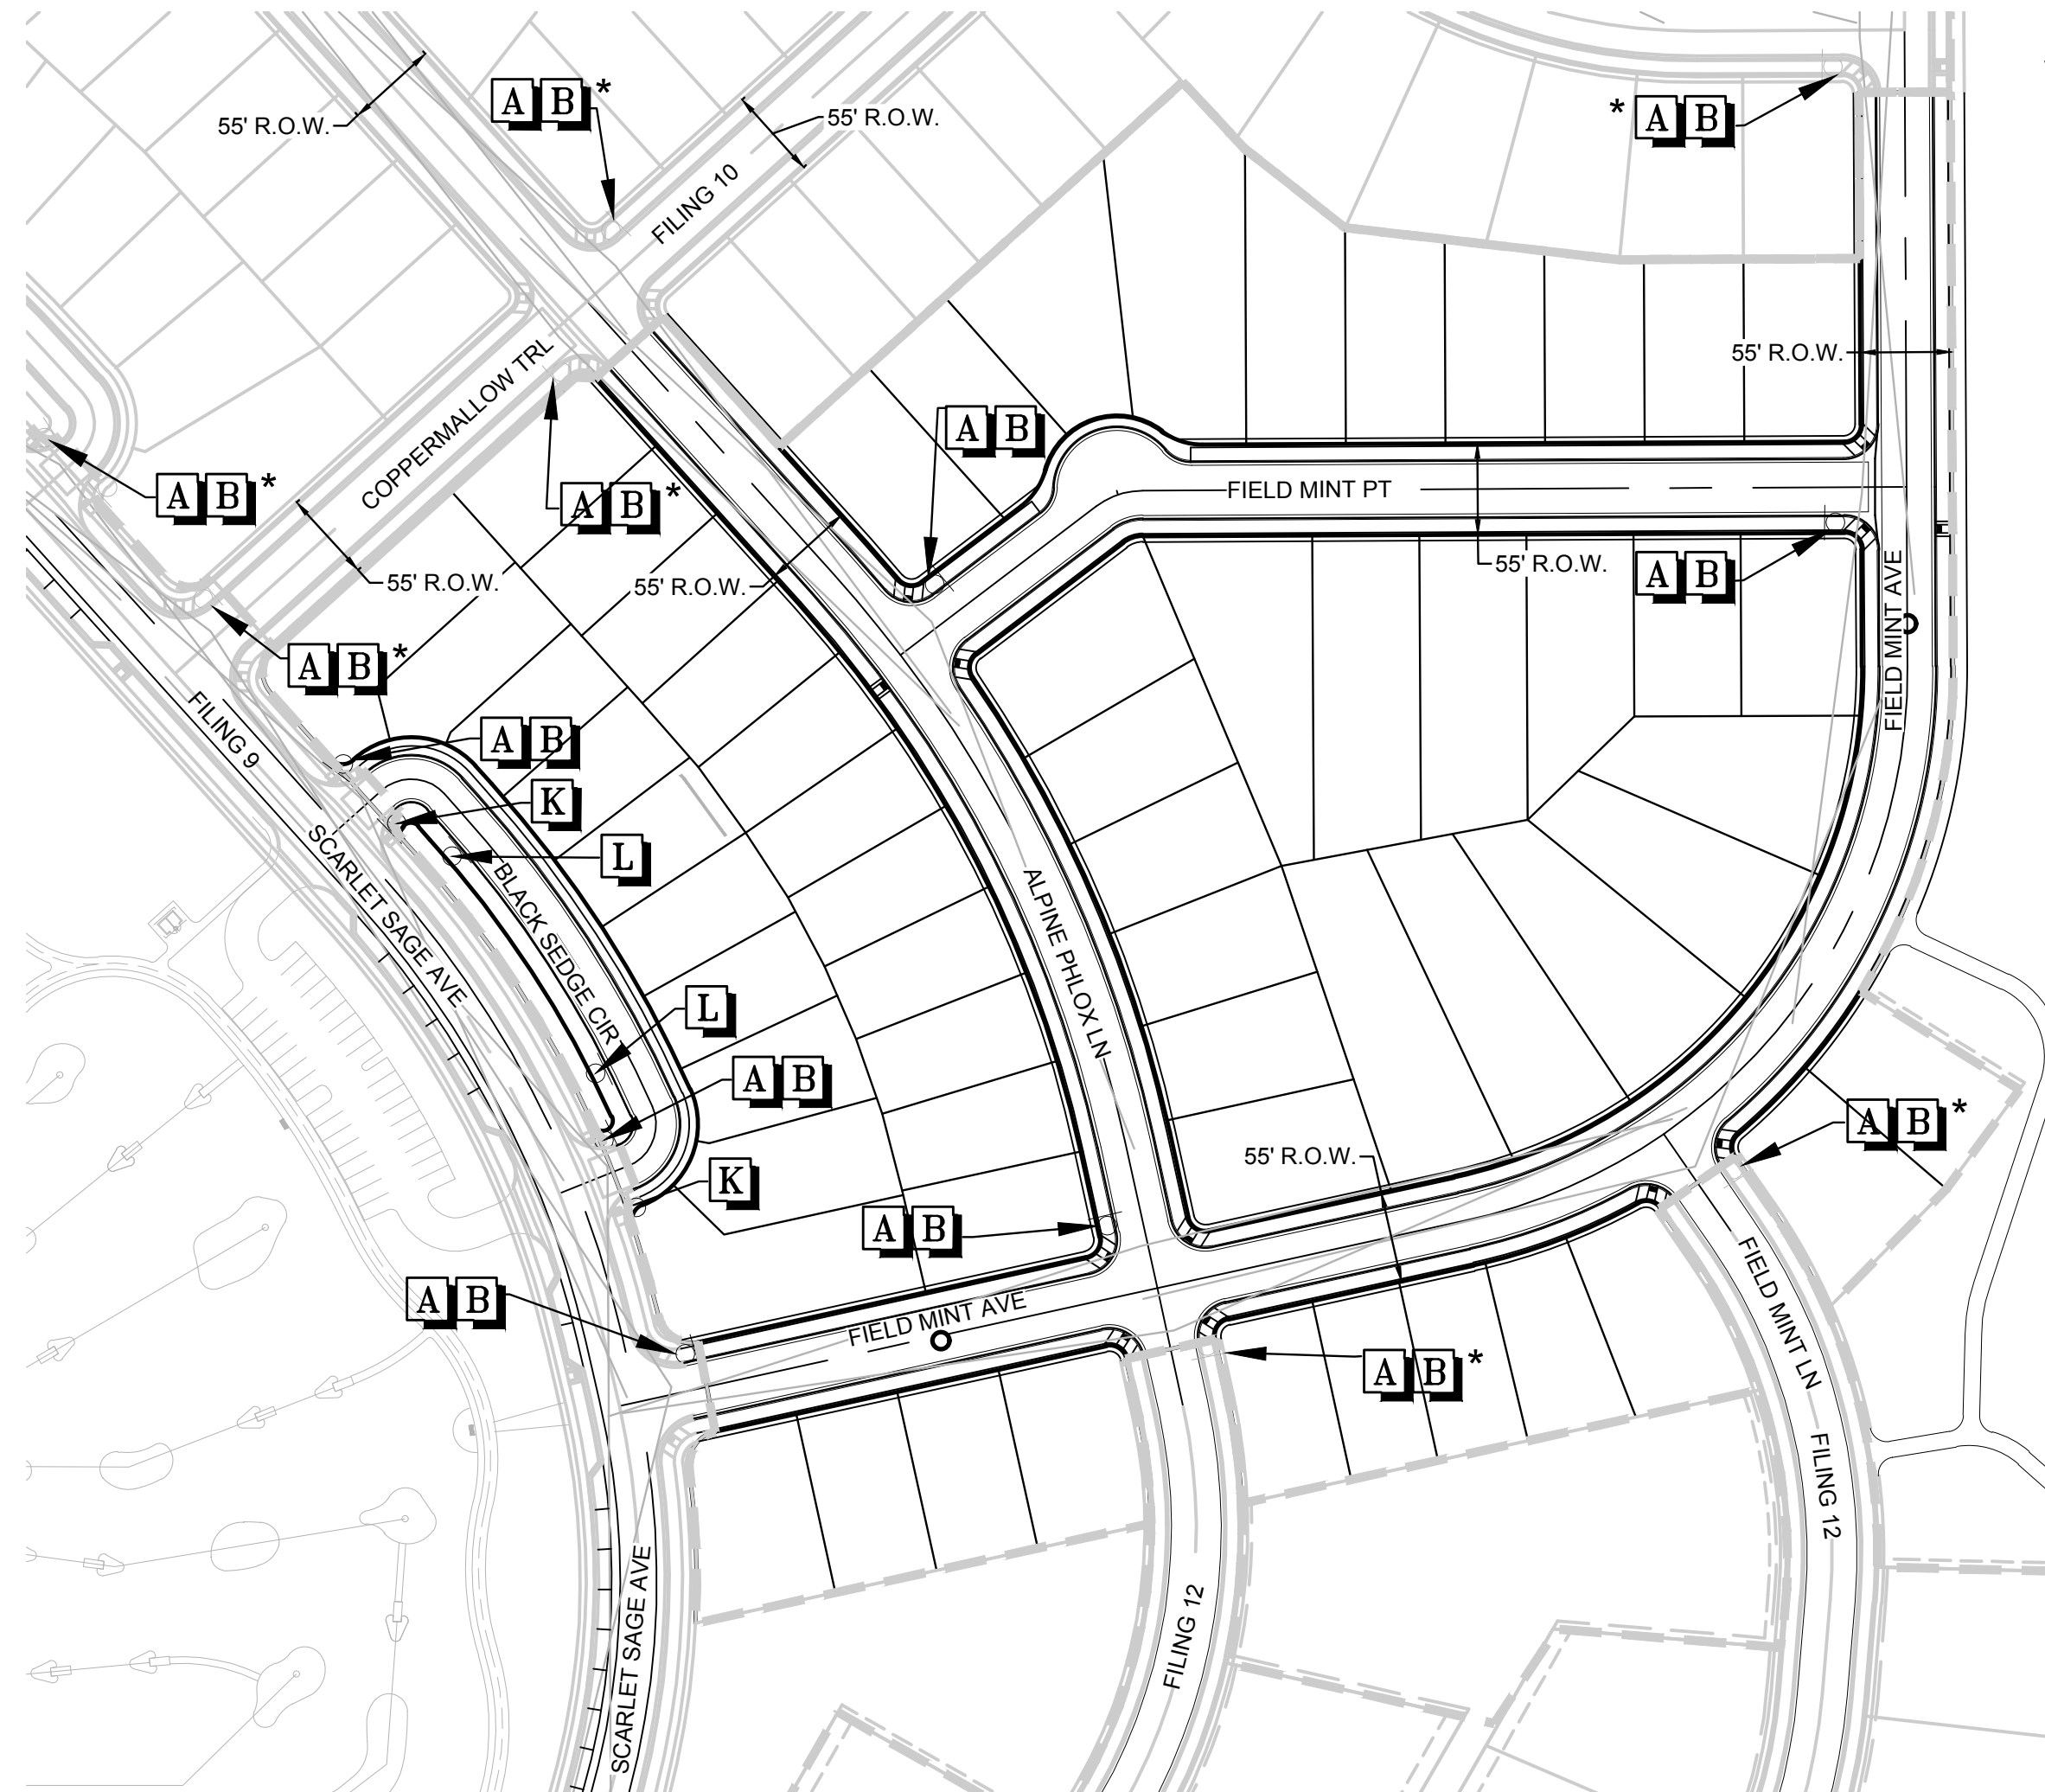 A B *
55' R.O.W.
55' R.O.W.
* A B
FILING 10
55' R.O.W.
COPPERMALLOW TRL
A B
A B *
A B *
FIELD MINT PT
55' R.O.W.
55' R.O.W.
55' R.O.W.
A B
FIELD MINT AVE
A B *
FILING 9
A B
K
L
SCARLET SAGE AVE
BLACK SEDGE CIR
ALPINE PHLOX LN
L
A B
A B *
55' R.O.W.
K
A B
A B
FIELD MINT AVE
FIELD MINT LN
A B *
FILING 12
SCARLET SAGE AVE
FILING 12